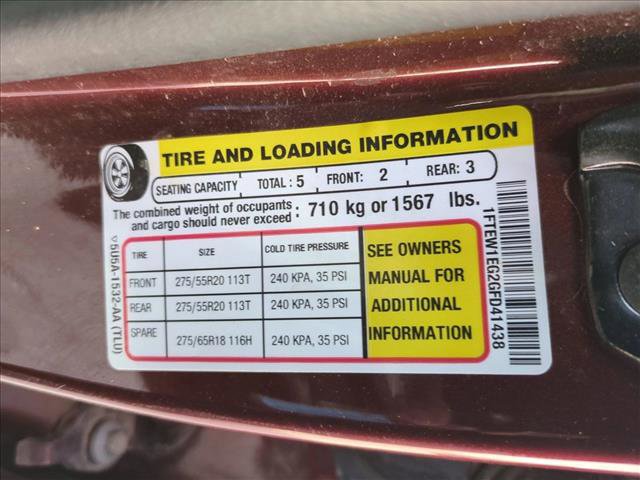 TIRE AND LOADING INFORMATION
SEATING CAPACITY TOTAL : 5 FRONT: 2 REAR: 3
The combined weight of occupants and cargo should never exceed : 710 kg or 1567 lbs.
TIRE SIZE COLD TIRE PRESSURE
FRONT 275/55R20 113T 240 KPA, 35 PSI
REAR 275/55R20 113T 240 KPA, 35 PSI
SPARE 275/65R18 116H 240 KPA, 35 PSI
SEE OWNERS
MANUAL FOR
ADDITIONAL
INFORMATION
5U5A-1532-AA (TLU)
1FTEW1EG2GFD41438